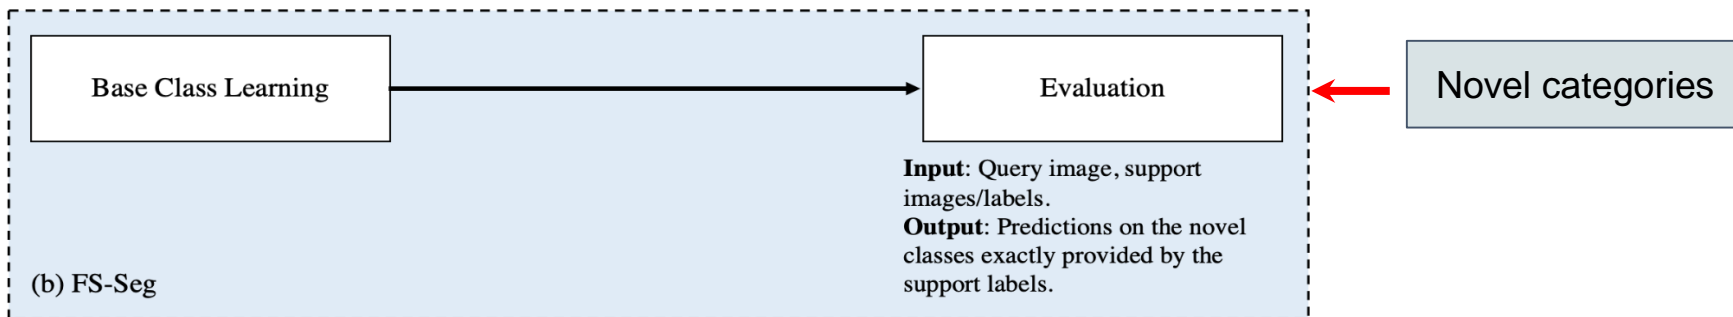 Base Class Learning
Evaluation
Novel categories
Input: Query image, support
images/labels.
Output: Predictions on the novel
classes exactly provided by the
support labels.
(b) FS-Seg